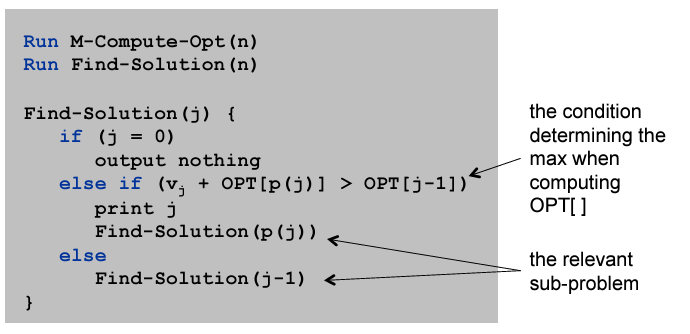 Run M-Compute-Opt(n)
Run Find-Solution(n)
Find-Solution(j) {
if (j = 0)
output nothing
else if (vj + OPT[p(j)] > OPT[j-1])
print j
Find-Solution(p(j))
else
Find-Solution(j-1)
}
the condition
determining the
max when
computing
OPT[ ]
the relevant
sub-problem